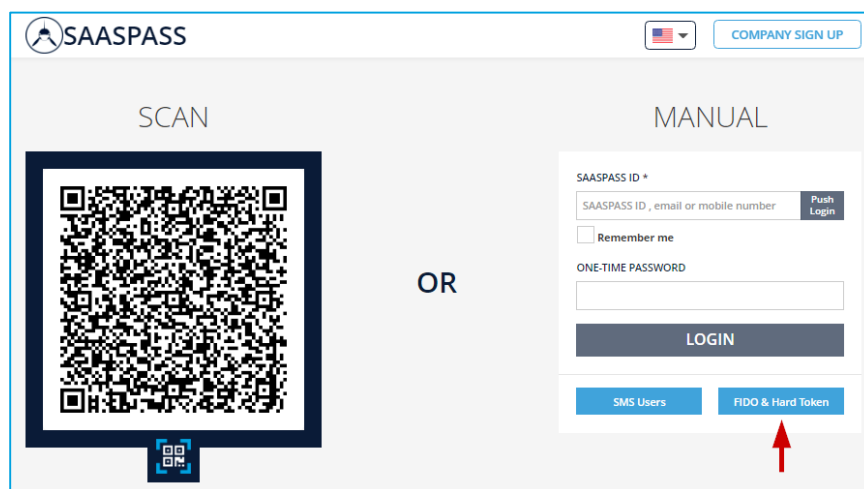 SAASPASS
COMPANY SIGN UP
SCAN
MANUAL
SAASPASS ID *
SAASPASS ID , email or mobile number
Push
Login
Remember me
OR
ONE-TIME PASSWORD
LOGIN
SMS Users
FIDO & Hard Token